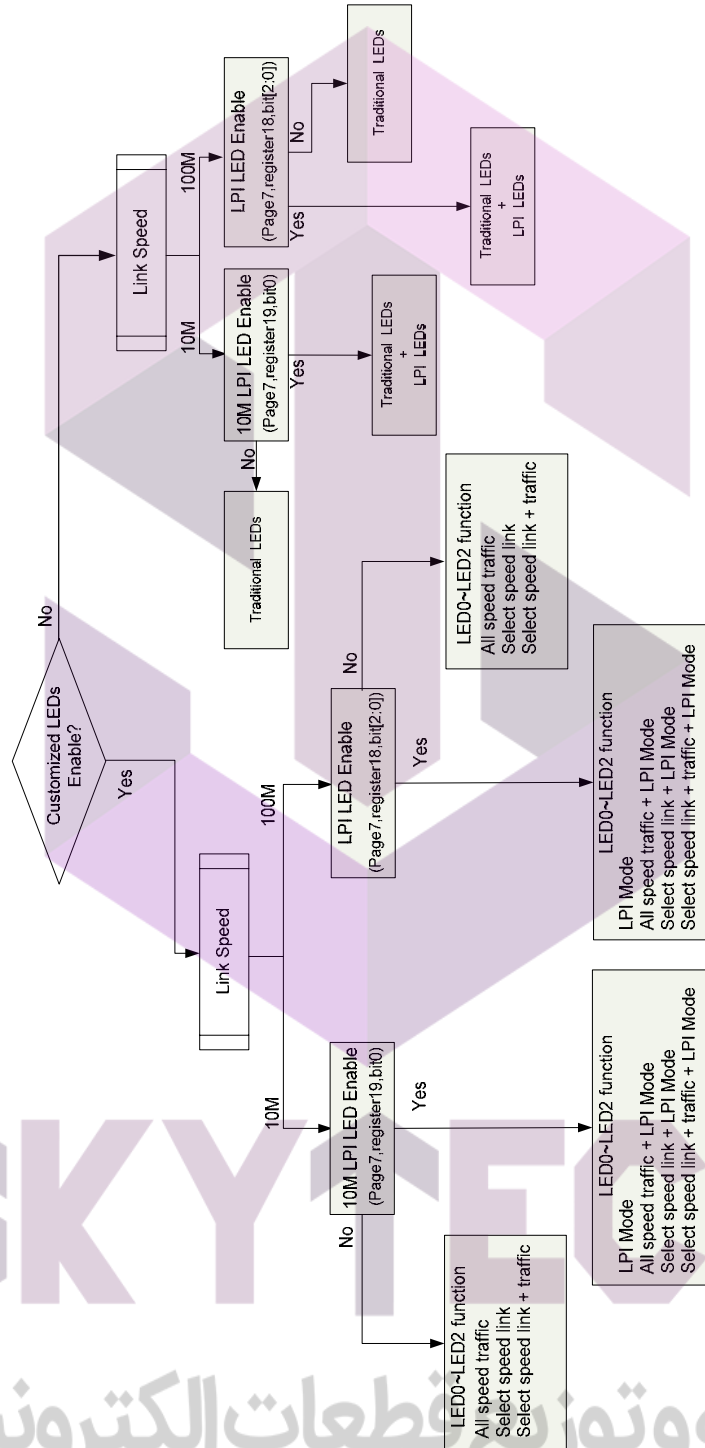 Customized LEDs
Enable?
Yes
No
Link Speed
10M
100M
10M LPI LED Enable
(Page7,register19,bit0)
No
Yes
LED0~LED2 function
All speed traffic
Select speed link
Select speed link + traffic
LED0~LED2 function
LPI Mode
All speed traffic + LPI Mode
Select speed link + LPI Mode
Select speed link + traffic + LPI Mode
LPI LED Enable
(Page7,register18,bit[2:0])
Yes
No
LED0~LED2 function
LPI Mode
All speed traffic + LPI Mode
Select speed link + LPI Mode
Select speed link + traffic + LPI Mode
LED0~LED2 function
All speed traffic
Select speed link
Select speed link + traffic
Link Speed
10M
100M
10M LPI LED Enable
(Page7,register19,bit0)
No
Yes
Traditional LEDs
Traditional LEDs
+
LPI LEDs
LPI LED Enable
(Page7,register18,bit[2:0])
Yes
No
Traditional LEDs
+
LPI LEDs
Traditional LEDs
SKYTEC
و توزیع قطعات